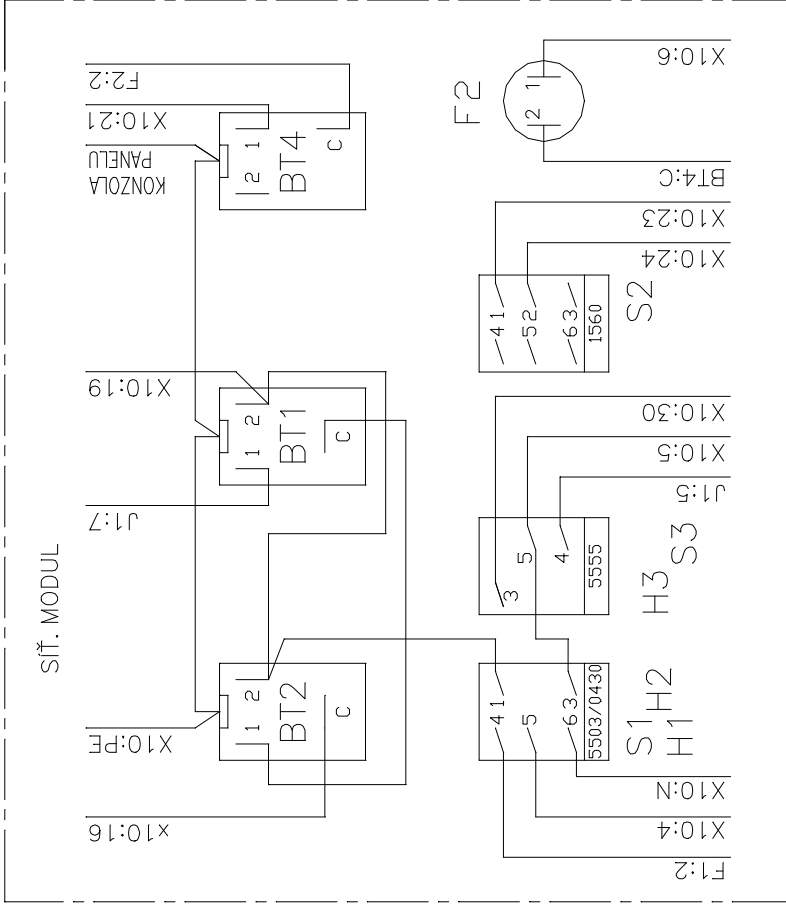 SÍŤ. MODUL
F2:2
X10:21
KONZOLA
PANELU
X10:19
J1:7
X10:PE
x10:16
2 1
C
BT4
1 2
C
BT1
1 2
C
BT2
F2
2 1
X10:6
BT4:C
X10:23
X10:24
41
52
63
1560
S2
X10:30
X10:5
J1:5
3
5
4
5555
H3
S3
41
5
63
5503/0430
S1
H2
H1
X10:N
X10:4
F1:2